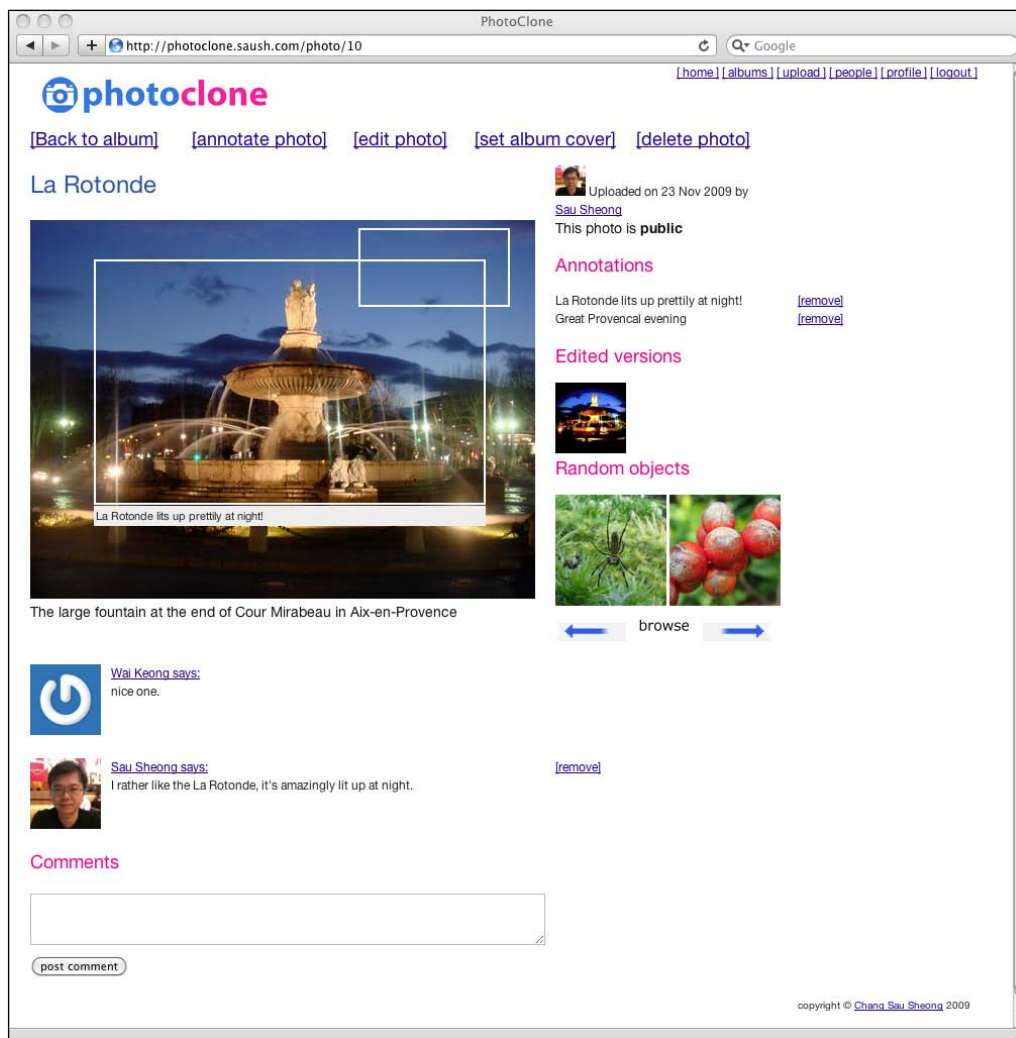 PhotoClone
http://photoclone.saush.com/photo/10
Google
[ home ] [ albums ] [ upload ] [ people ] [ profile ] [ logout ]
photoclone
[Back to album] [annotate photo] [edit photo] [set album cover] [delete photo]
La Rotonde
Uploaded on 23 Nov 2009 by
Sau Sheong
This photo is public
Annotations
La Rotonde lits up prettily at night! [remove]
Great Provencal evening [remove]
Edited versions
Random objects
browse
La Rotonde lits up prettily at night!
The large fountain at the end of Cour Mirabeau in Aix-en-Provence
Wai Keong says:
nice one.
Sau Sheong says: [remove]
I rather like the La Rotonde, it's amazingly lit up at night.
Comments
post comment
copyright © Chang Sau Sheong 2009